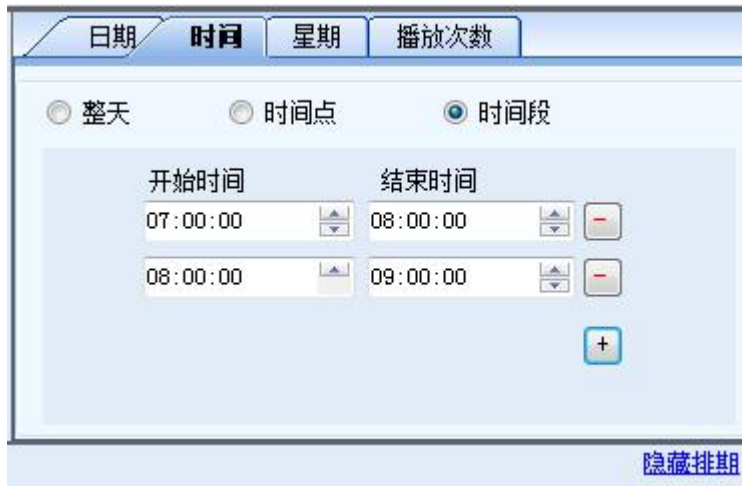 日期 时间 星期 播放次数
整天 时间点 时间段
开始时间 结束时间
07:00:00 08:00:00 -
08:00:00 09:00:00 -
+
隐藏排期